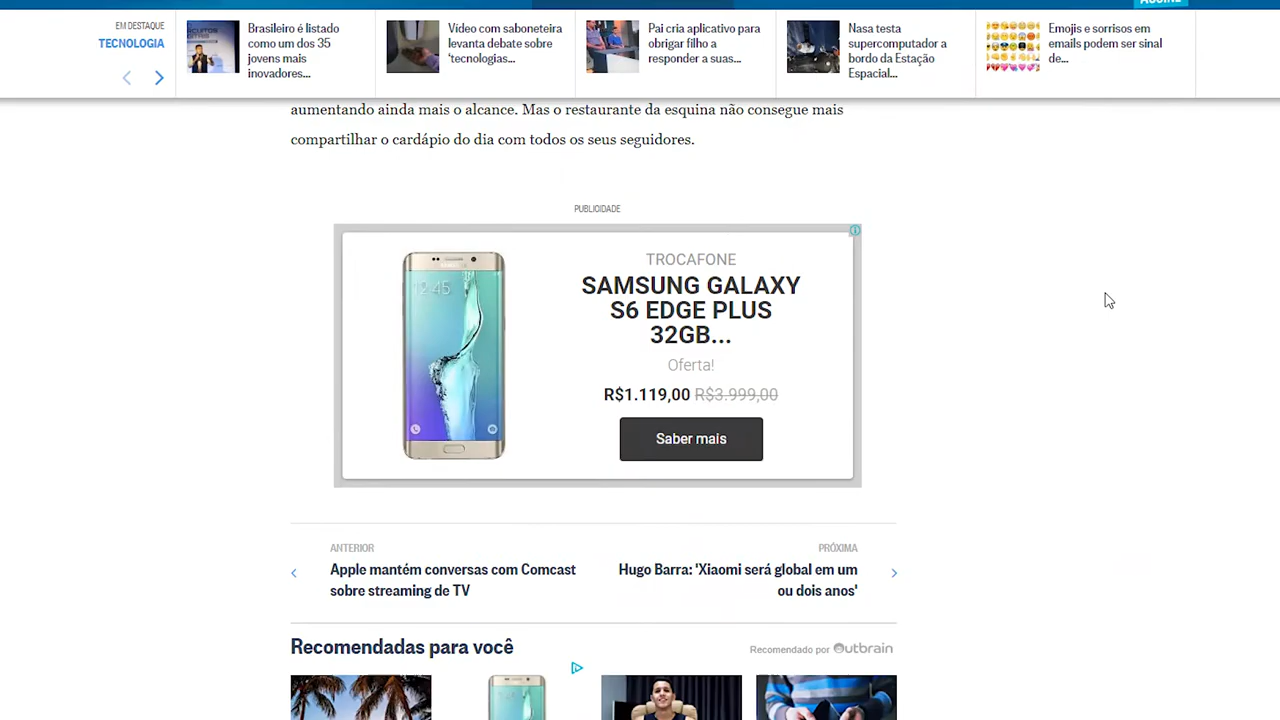 ASSINE
EM DESTAQUE
TECNOLOGIA
Brasileiro é listado
como um dos 35
jovens mais
inovadores...
Vídeo com saboneteira
levanta debate sobre
'tecnologias...
Pai cria aplicativo para
obrigar filho a
responder a suas...
Nasa testa
supercomputador a
bordo da Estação
Espacial...
Emojis e sorrisos em
emails podem ser sinal
de...
aumentando ainda mais o alcance. Mas o restaurante da esquina não consegue mais
compartilhar o cardápio do dia com todos os seus seguidores.
PUBLICIDADE
12:45
TROCAFONE
SAMSUNG GALAXY
S6 EDGE PLUS
32GB...
Oferta!
R$1.119,00 R$3.999,00
Saber mais
ANTERIOR
Apple mantém conversas com Comcast
sobre streaming de TV
PRÓXIMA
Hugo Barra: 'Xiaomi será global em um
ou dois anos'
Recomendadas para você
Recomendado por Outbrain